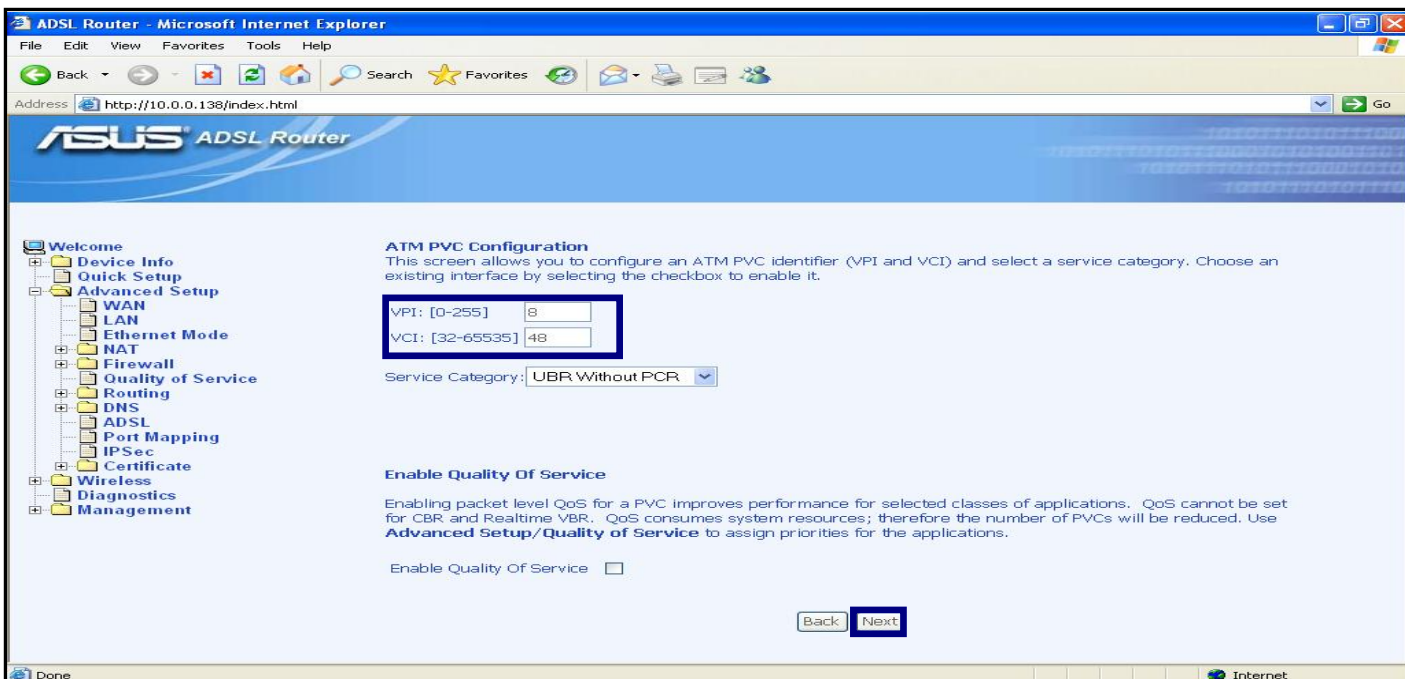 ADSL Router - Microsoft Internet Explorer
File Edit View Favorites Tools Help
Back Search Favorites
Address http://10.0.0.138/index.html Go
ASUS ADSL Router
Welcome
Device Info
Quick Setup
Advanced Setup
WAN
LAN
Ethernet Mode
NAT
Firewall
Quality of Service
Routing
DNS
ADSL
Port Mapping
IPSec
Certificate
Wireless
Diagnostics
Management
ATM PVC Configuration
This screen allows you to configure an ATM PVC identifier (VPI and VCI) and select a service category. Choose an
existing interface by selecting the checkbox to enable it.
VPI: [0-255] 8
VCI: [32-65535] 48
Service Category: UBR Without PCR
Enable Quality Of Service
Enabling packet level QoS for a PVC improves performance for selected classes of applications. QoS cannot be set
for CBR and Realtime VBR. QoS consumes system resources; therefore the number of PVCs will be reduced. Use
Advanced Setup/Quality of Service to assign priorities for the applications.
Enable Quality Of Service
Back Next
Done Internet